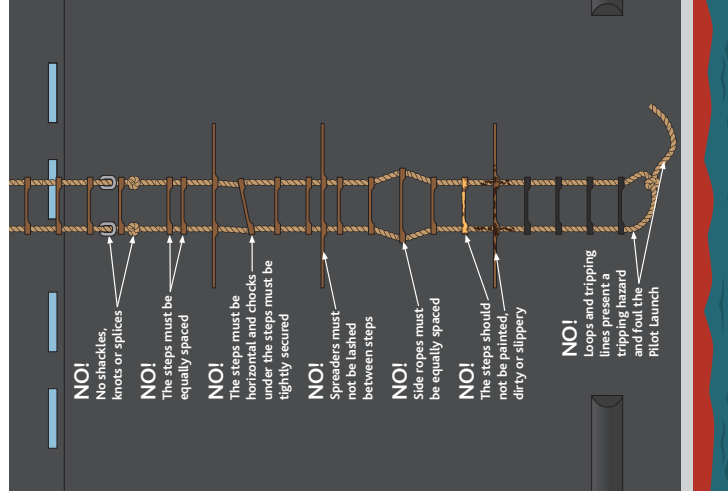 NO!
No shackles,
knots or splices
NO!
The steps must be
equally spaced
NO!
The steps must be
horizontal and chocks
under the steps must be
tightly secured
NO!
Spreaders must
not be lashed
between steps
NO!
Side ropes must
be equally spaced
NO!
The steps should
not be painted,
dirty or slippery
NO!
Loops and tripping
lines present a
tripping hazard
and foul the
Pilot Launch